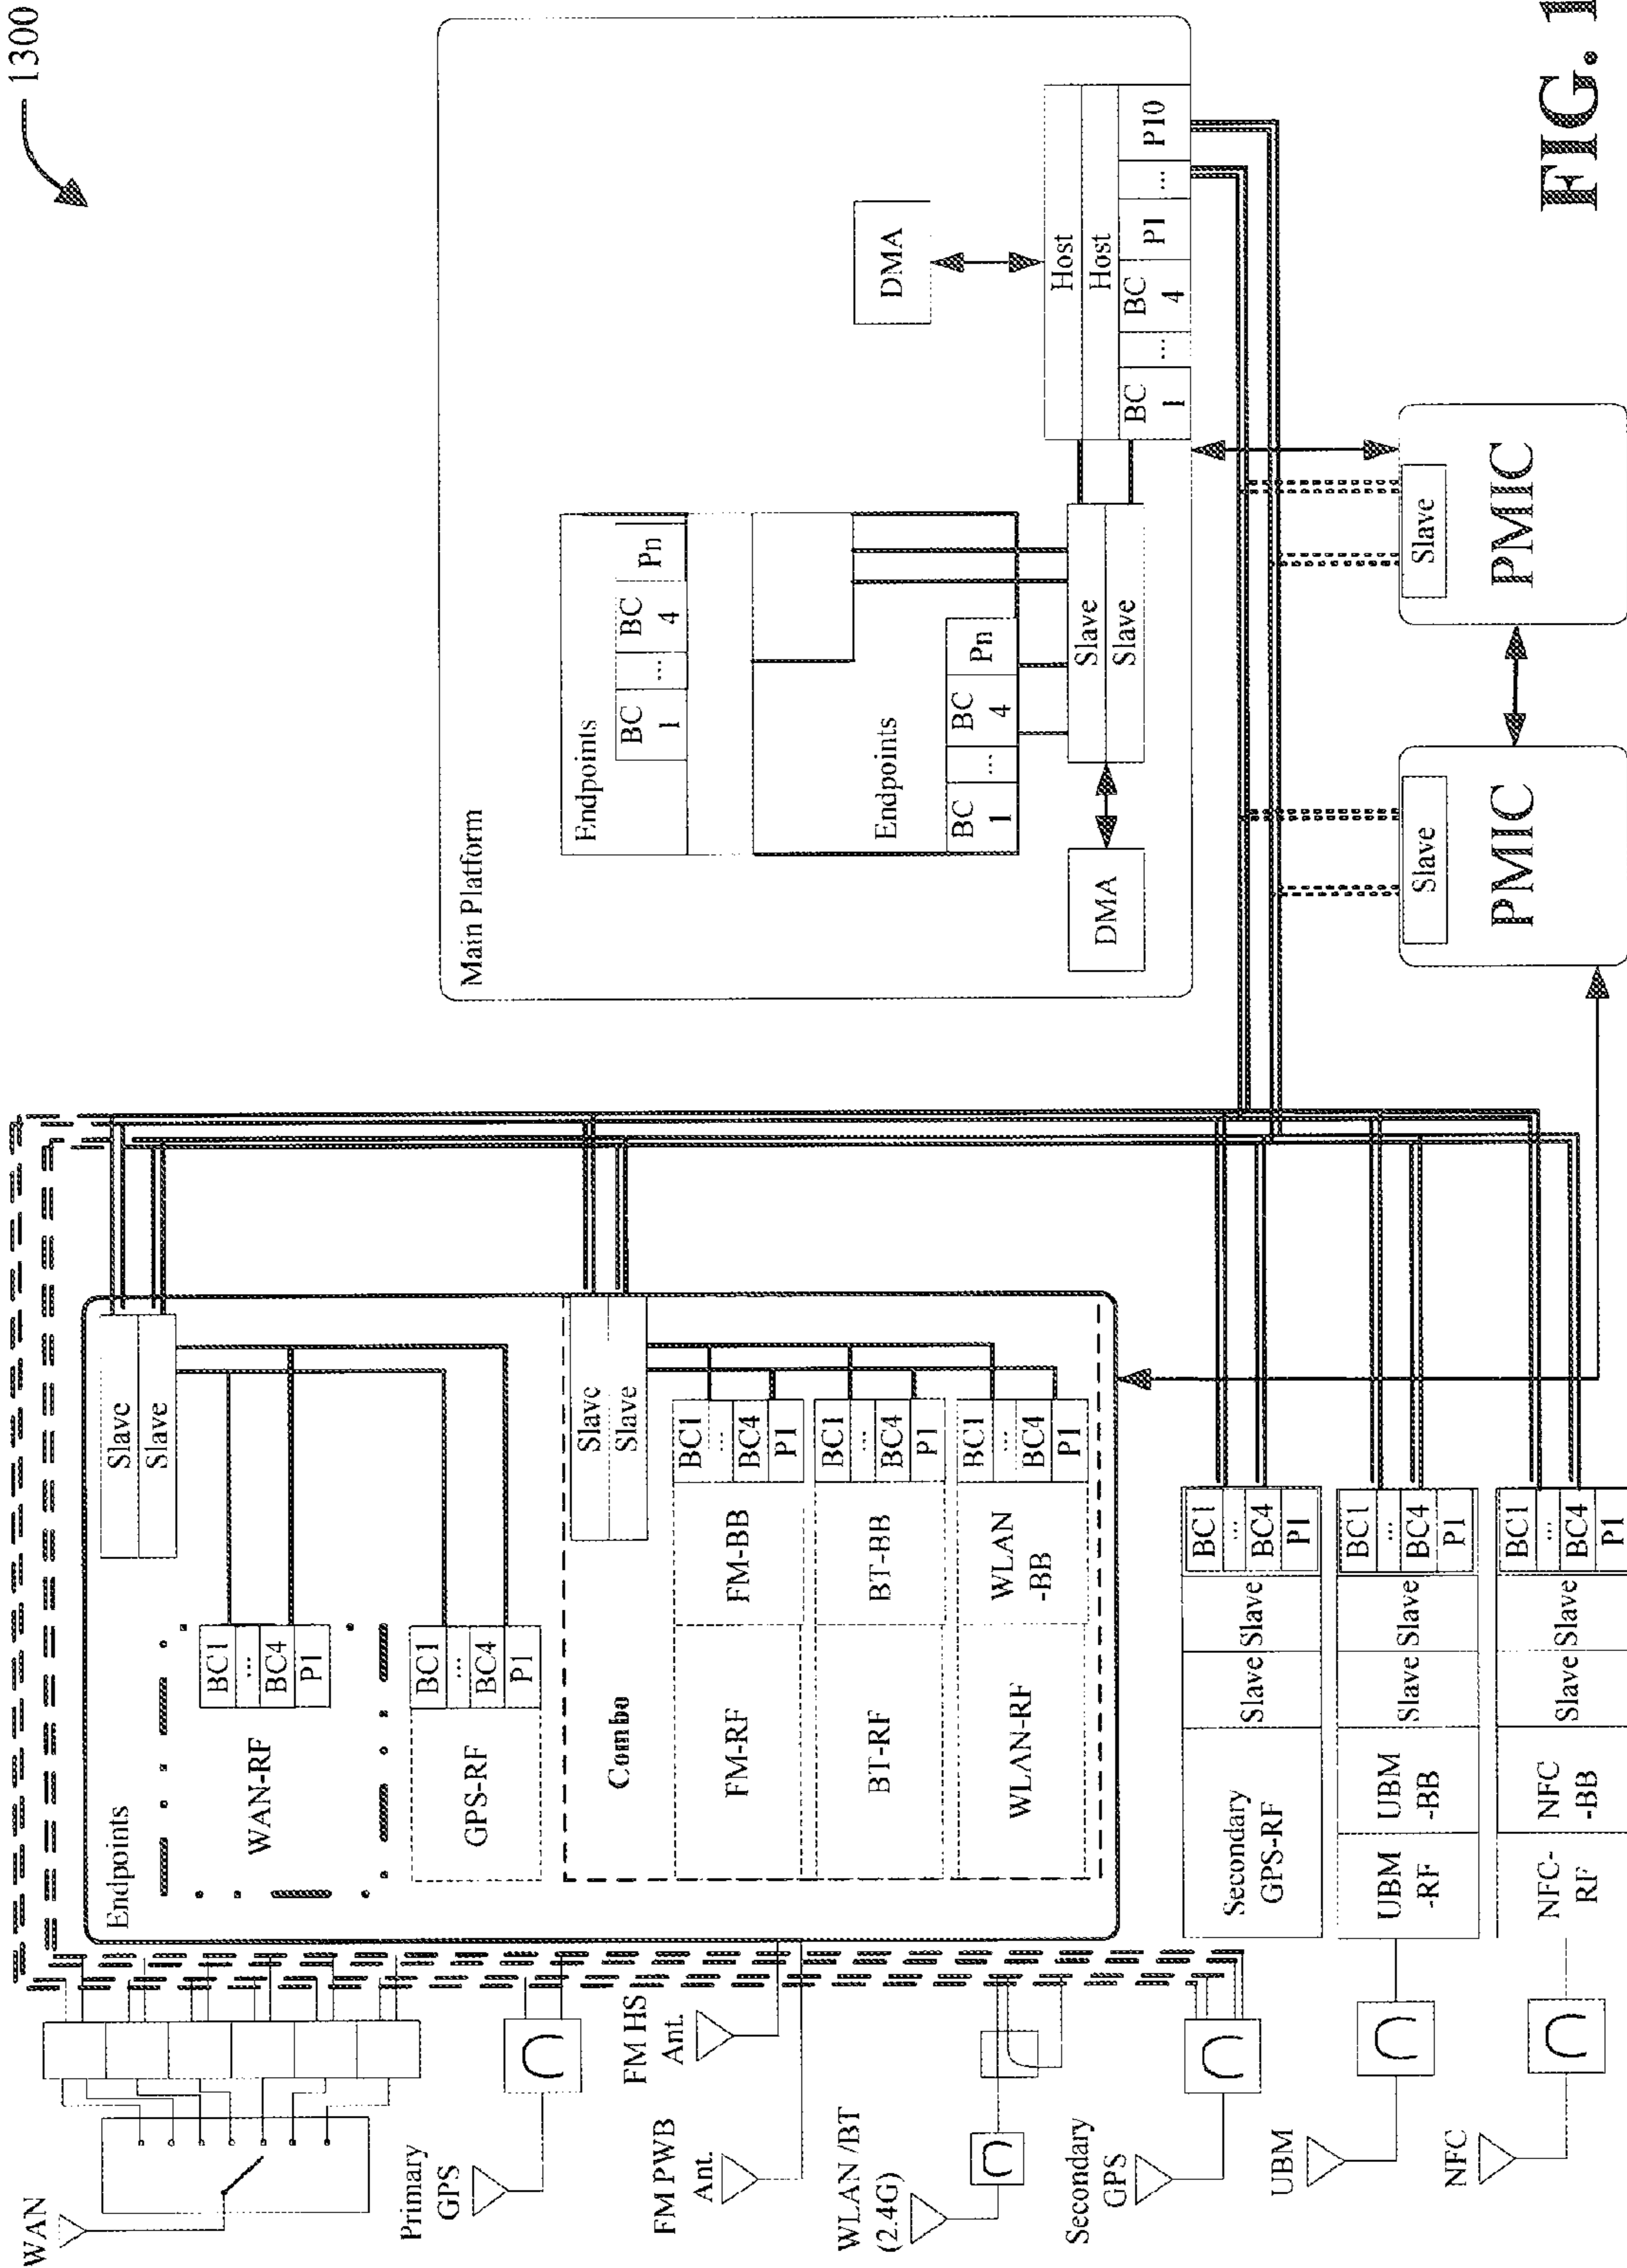 1300
WAN
Primary
GPS
FM PWB
Ant.
FM HS
Ant.
WLAN /BT
(2.4G)
Secondary
GPS
UBM
NFC
Endpoints
Slave
Slave
WAN-RF
BC1
...
BC4
P1
GPS-RF
BC1
...
BC4
P1
Combo
Slave
Slave
FM-RF
FM-BB
BC1
...
BC4
P1
BT-RF
BT-BB
BC1
...
BC4
P1
WLAN-RF
WLAN
-BB
BC1
...
BC4
P1
Secondary
GPS-RF
Slave
Slave
BC1
...
BC4
P1
UBM
-RF
UBM
-BB
Slave
Slave
BC1
...
BC4
P1
NFC-
RF
NFC
-BB
Slave
Slave
BC1
...
BC4
P1
Main Platform
Endpoints
BC
1
...
BC
4
Pn
Endpoints
BC
1
...
BC
4
Pn
DMA
Slave
Slave
DMA
Host
Host
BC
1
...
BC
4
P1
...
P10
Slave
PMIC
Slave
PMIC
FIG. 1